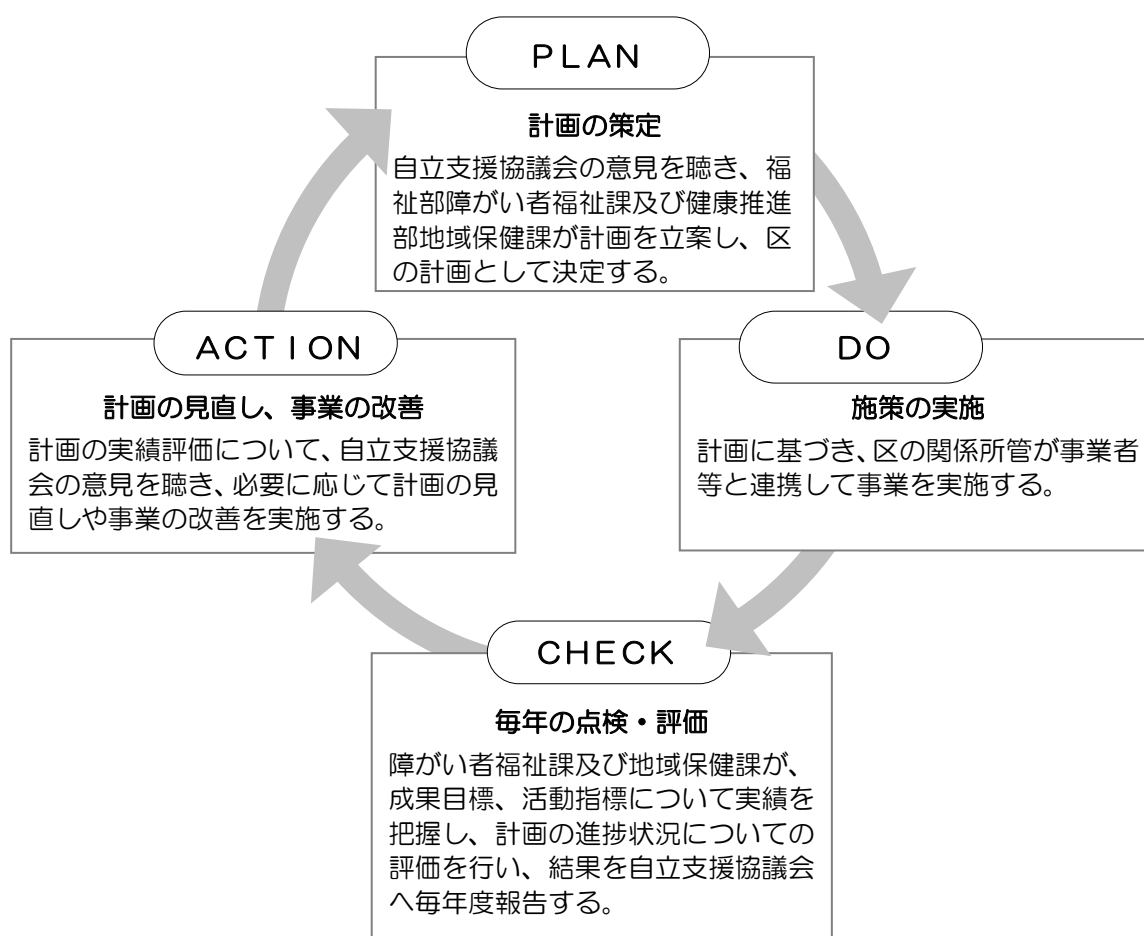 PLAN
計画の策定
自立支援協議会の意見を聴き、福
祉部障がい者福祉課及び健康推進
部地域保健課が計画を立案し、区
の計画として決定する。
ACTION
計画の見直し、事業の改善
計画の実績評価について、自立支援協議
会の意見を聴き、必要に応じて計画の見
直しや事業の改善を実施する。
DO
施策の実施
計画に基づき、区の関係所管が事業者
等と連携して事業を実施する。
CHECK
毎年の点検・評価
障がい者福祉課及び地域保健課が、
成果目標、活動指標について実績を
把握し、計画の進捗状況についての
評価を行い、結果を自立支援協議会
へ毎年度報告する。